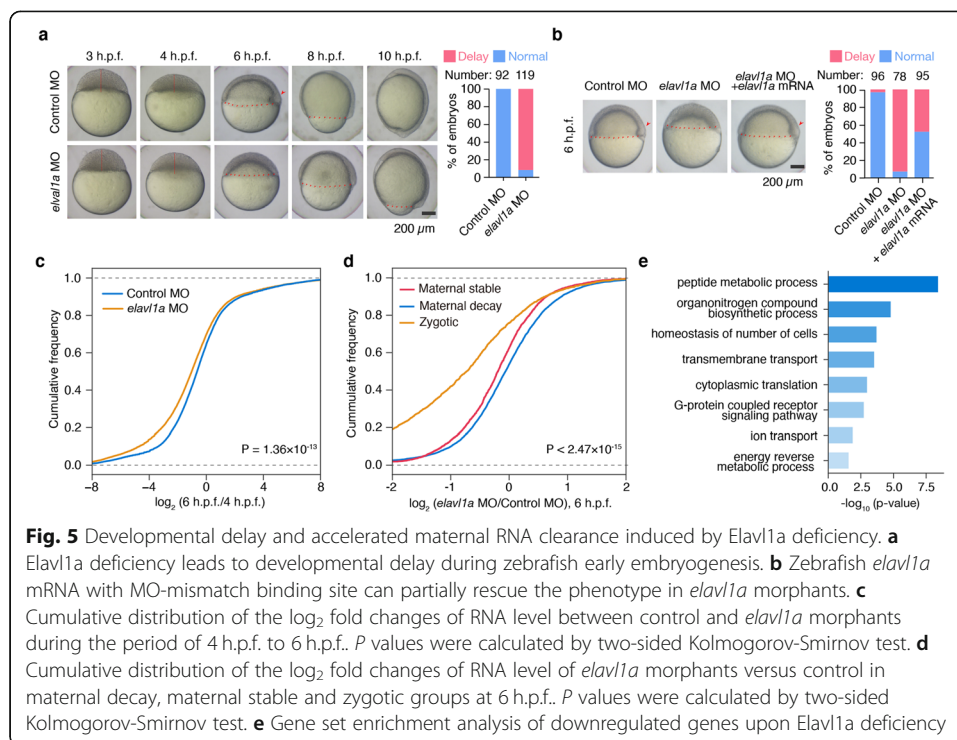 a
3 h.p.f. 4 h.p.f. 6 h.p.f. 8 h.p.f. 10 h.p.f.
Control MO
elval1a MO
200 µm
Delay Normal
Number: 92 119
% of embryos
100
80
60
40
20
0
Control MO
elavl1a MO
b
Control MO elavl1a MO elavl1a MO
+elavl1a mRNA
6 h.p.f.
200 µm
Delay Normal
Number: 96 78 95
% of embryos
100
80
60
40
20
0
Control MO
elavl1a MO
elavl1a MO
+ elavl1a mRNA
c
Control MO
elavl1a MO
Cumulative frequency
1.0
0.8
0.6
0.4
0.2
0.0
P = 1.36×10-13
−8 −4 0 4 8
log2 (6 h.p.f./4 h.p.f.)
d
Maternal stable
Maternal decay
Zygotic
Cummulative frequency
1.0
0.8
0.6
0.4
0.2
0.0
P < 2.47×10-15
-2 -1 0 1 2
log2 (elavl1a MO/Control MO), 6 h.p.f.
e
peptide metabolic process
organonitrogen compound
biosynthetic process
homeostasis of number of cells
transmembrane transport
cytoplasmic translation
G-protein coupled receptor
signaling pathway
ion transport
energy reverse
metabolic process
0.0 2.5 5.0 7.5
-log10 (p-value)
Fig. 5 Developmental delay and accelerated maternal RNA clearance induced by Elavl1a deficiency. a
Elavl1a deficiency leads to developmental delay during zebrafish early embryogenesis. b Zebrafish elavl1a
mRNA with MO-mismatch binding site can partially rescue the phenotype in elavl1a morphants. c
Cumulative distribution of the log2 fold changes of RNA level between control and elavl1a morphants
during the period of 4 h.p.f. to 6 h.p.f.. P values were calculated by two-sided Kolmogorov-Smirnov test. d
Cumulative distribution of the log2 fold changes of RNA level of elavl1a morphants versus control in
maternal decay, maternal stable and zygotic groups at 6 h.p.f.. P values were calculated by two-sided
Kolmogorov-Smirnov test. e Gene set enrichment analysis of downregulated genes upon Elavl1a deficiency